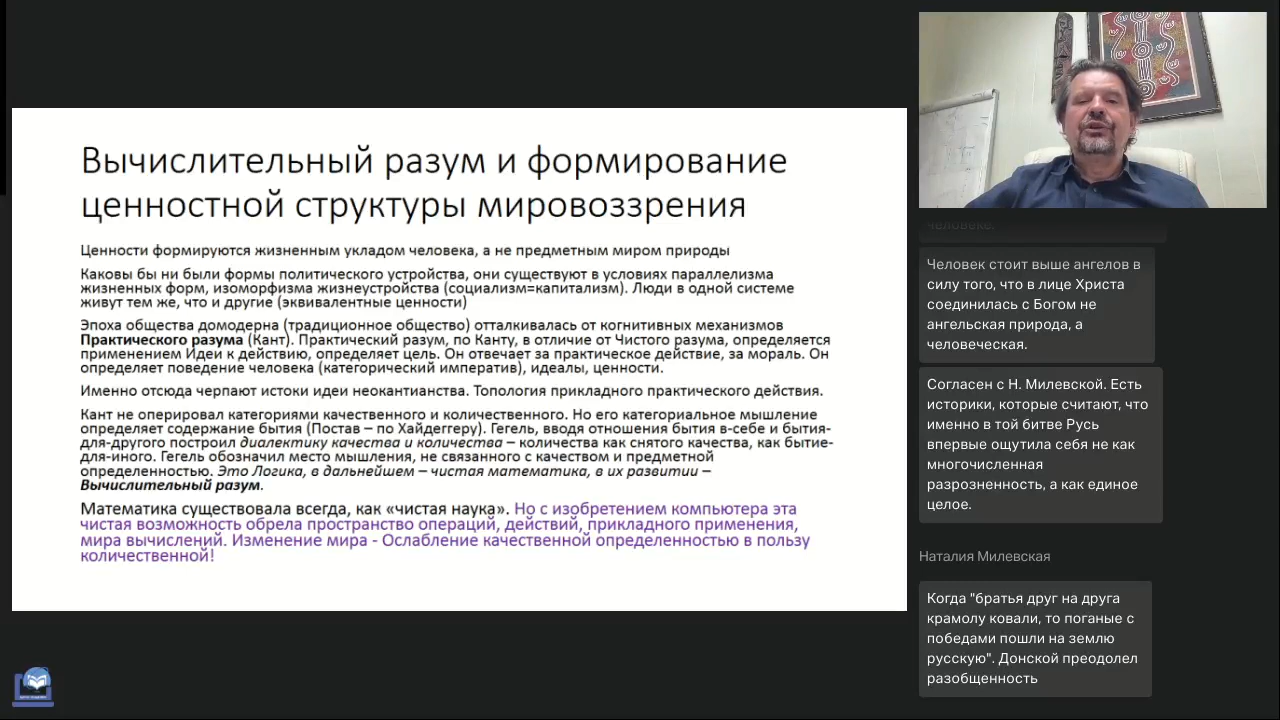 Вычислительный разум и формирование
ценностной структуры мировоззрения
Ценности формируются жизненным укладом человека, а не предметным миром природы
Каковы бы ни были формы политического устройства, они существуют в условиях параллелизма
жизненных форм, изоморфизма жизнеустройства (социализм=капитализм). Люди в одной системе
живут тем же, что и другие (эквивалентные ценности)
Эпоха общества домодерна (традиционное общество) отталкивалась от когнитивных механизмов
Практического разума (Кант). Практический разум, по Канту, в отличие от Чистого разума, определяется
применением Идеи к действию, определяет цель. Он отвечает за практическое действие, за мораль. Он
определяет поведение человека (категорический императив), идеалы, ценности.
Именно отсюда черпают истоки идеи неокантианства. Топология прикладного практического действия.
Кант не оперировал категориями качественного и количественного. Но его категориальное мышление
определяет содержание бытия (Постав – по Хайдеггеру). Гегель, вводя отношения бытия в-себе и бытия-
для-другого построил диалектику качества и количества – количества как снятого качества, как бытие-
для-иного. Гегель обозначил место мышления, не связанного с качеством и предметной
определенностью. Это Логика, в дальнейшем – чистая математика, в их развитии –
Вычислительный разум.
Математика существовала всегда, как «чистая наука». Но с изобретением компьютера эта
чистая возможность обрела пространство операций, действий, прикладного применения,
мира вычислений. Изменение мира - Ослабление качественной определенностью в пользу
количественной!
человеке.
Человек стоит выше ангелов в
силу того, что в лице Христа
соединилась с Богом не
ангельская природа, а
человеческая.
Согласен с Н. Милевской. Есть
историки, которые считают, что
именно в той битве Русь
впервые ощутила себя не как
многочисленная
разрозненность, а как единое
целое.
Наталия Милевская
Когда "братья друг на друга
крамолу ковали, то поганые с
победами пошли на землю
русскую". Донской преодолел
разобщенность